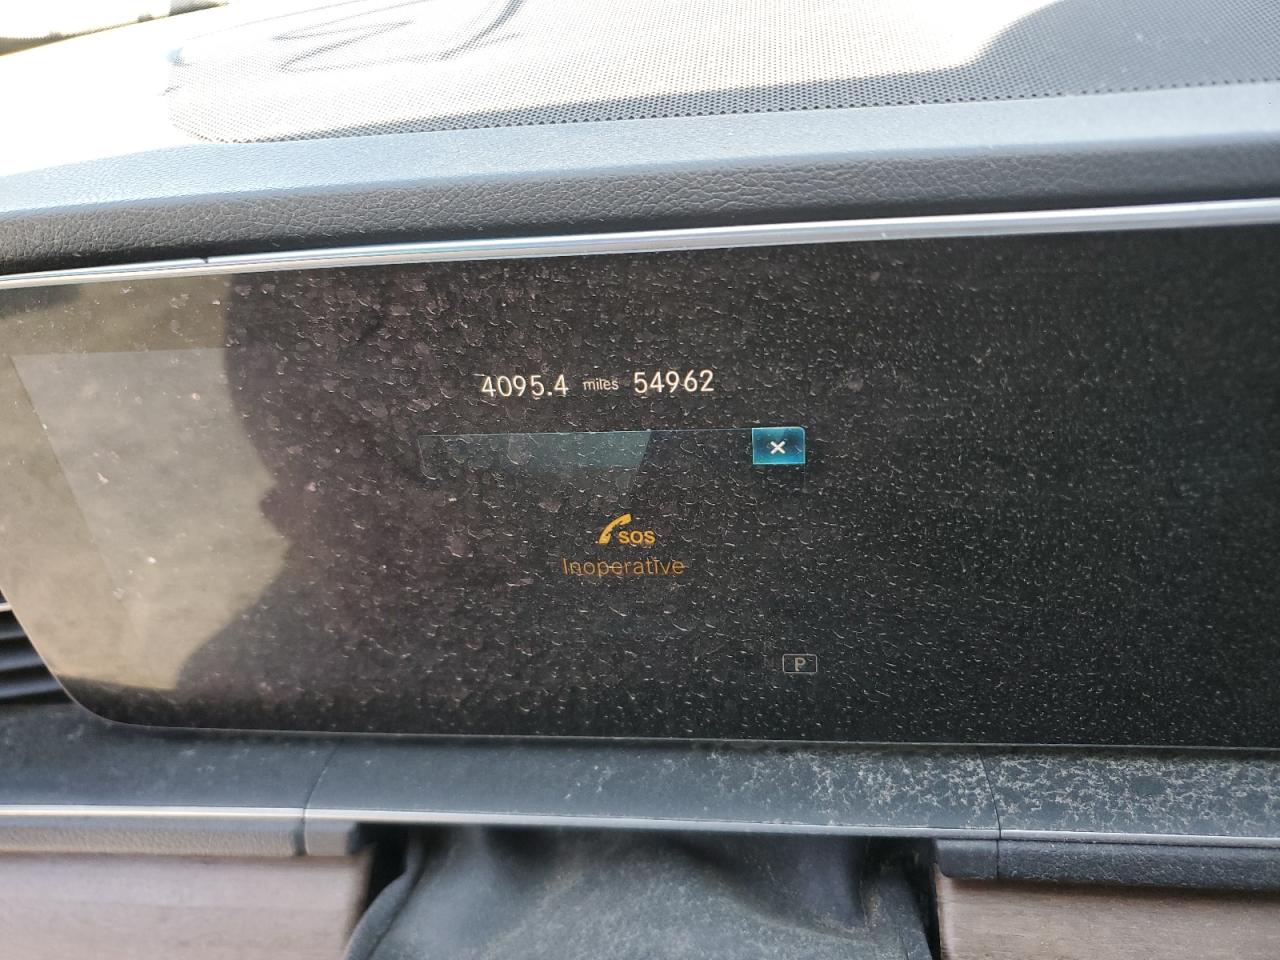 4095.4 miles 54962
SOS
Inoperative
P